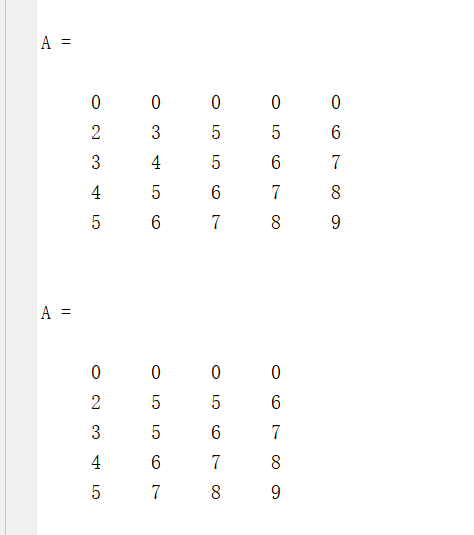 A =
0 0 0 0 0
2 3 5 5 6
3 4 5 6 7
4 5 6 7 8
5 6 7 8 9
A =
0 0 0 0
2 5 5 6
3 5 6 7
4 6 7 8
5 7 8 9